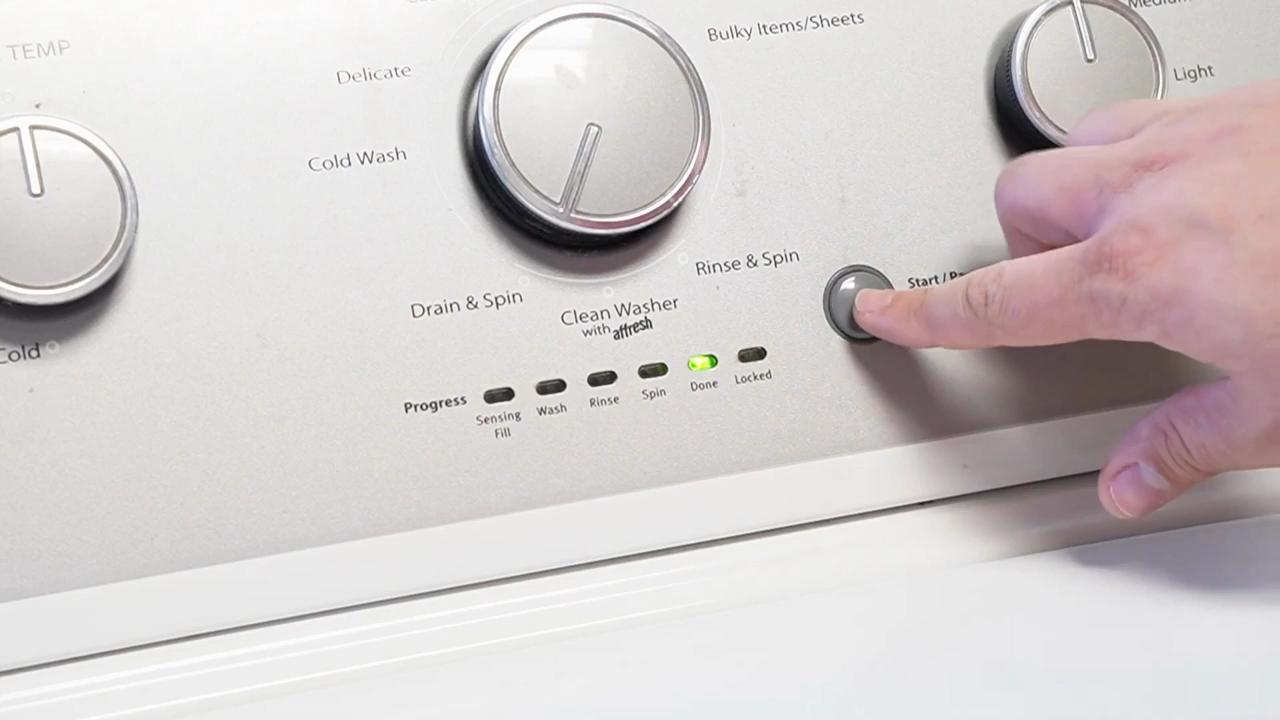 TEMP
Bulky Items/Sheets
Delicate
Light
Cold Wash
Rinse & Spin
Start /
Drain & Spin
Clean Washer
with affresh
Cold
Progress
Sensing
Fill
Wash
Rinse
Spin
Done
Locked